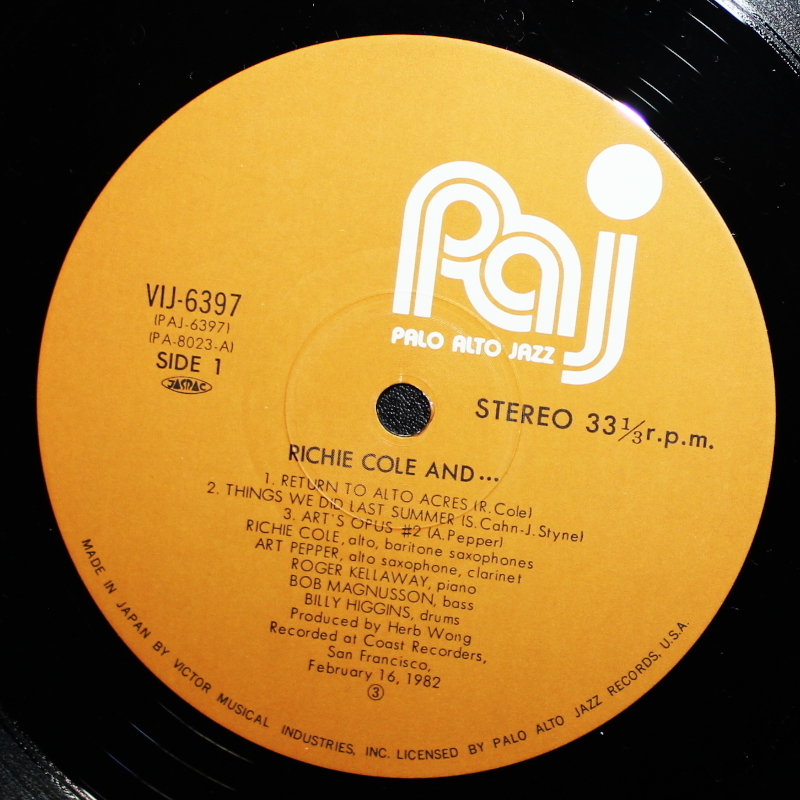 Paj
PALO ALTO JAZZ
VIJ-6397
(PAJ-6397)
(PA-8023-A)
SIDE 1
JASRAC
STEREO 33⅓r.p.m.
RICHIE COLE AND...
1. RETURN TO ALTO ACRES (R.Cole)
2. THINGS WE DID LAST SUMMER (S.Cahn-J.Styne)
3. ART'S OPUS #2 (A.Pepper)
RICHIE COLE, alto, baritone saxophones
ART PEPPER, alto saxophone, clarinet
ROGER KELLAWAY, piano
BOB MAGNUSSON, bass
BILLY HIGGINS, drums
Produced by Herb Wong
Recorded at Coast Recorders,
San Francisco,
February 16, 1982
③
MADE IN JAPAN BY VICTOR MUSICAL INDUSTRIES, INC. LICENSED BY PALO ALTO JAZZ RECORDS, U.S.A.